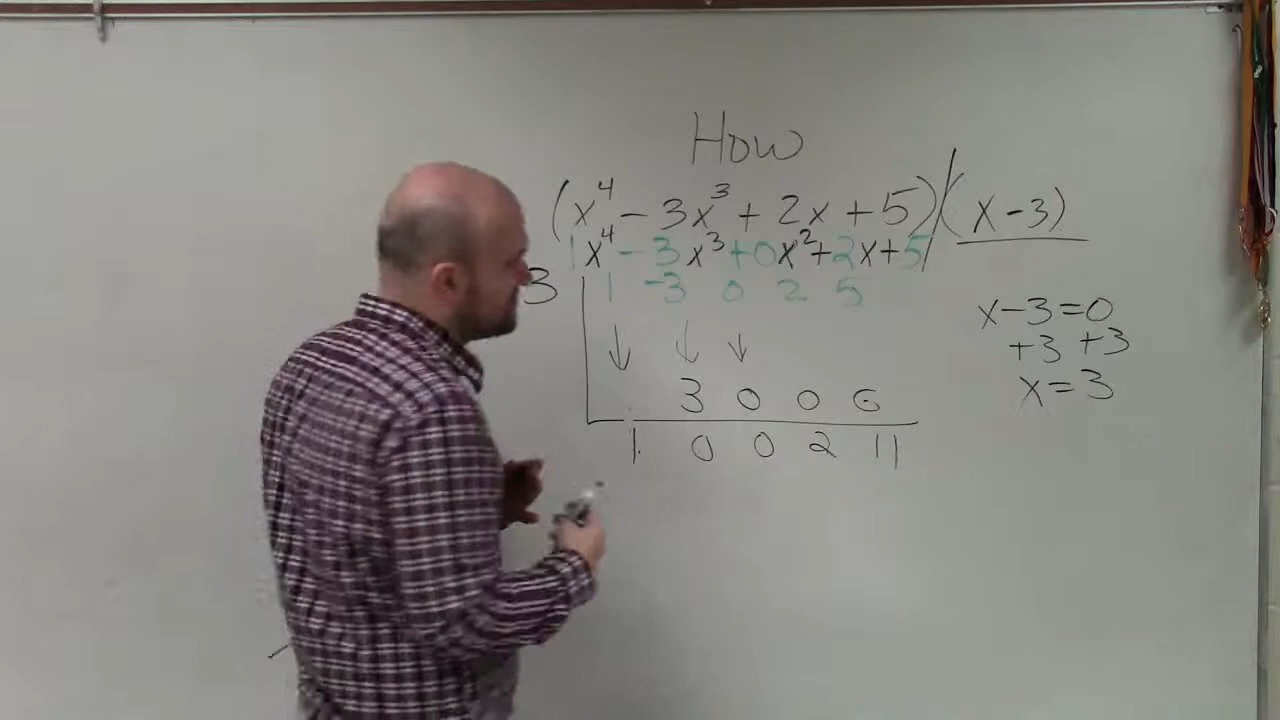 How
(x⁴ - 3x³ + 2x + 5) / (x - 3)
1x⁴ - 3x³ + 0x² + 2x + 5
3 1 -3 0 2 5
↓ ↓ ↓
3 0 0 6
1 0 0 2 11
x - 3 = 0
+3 +3
x = 3